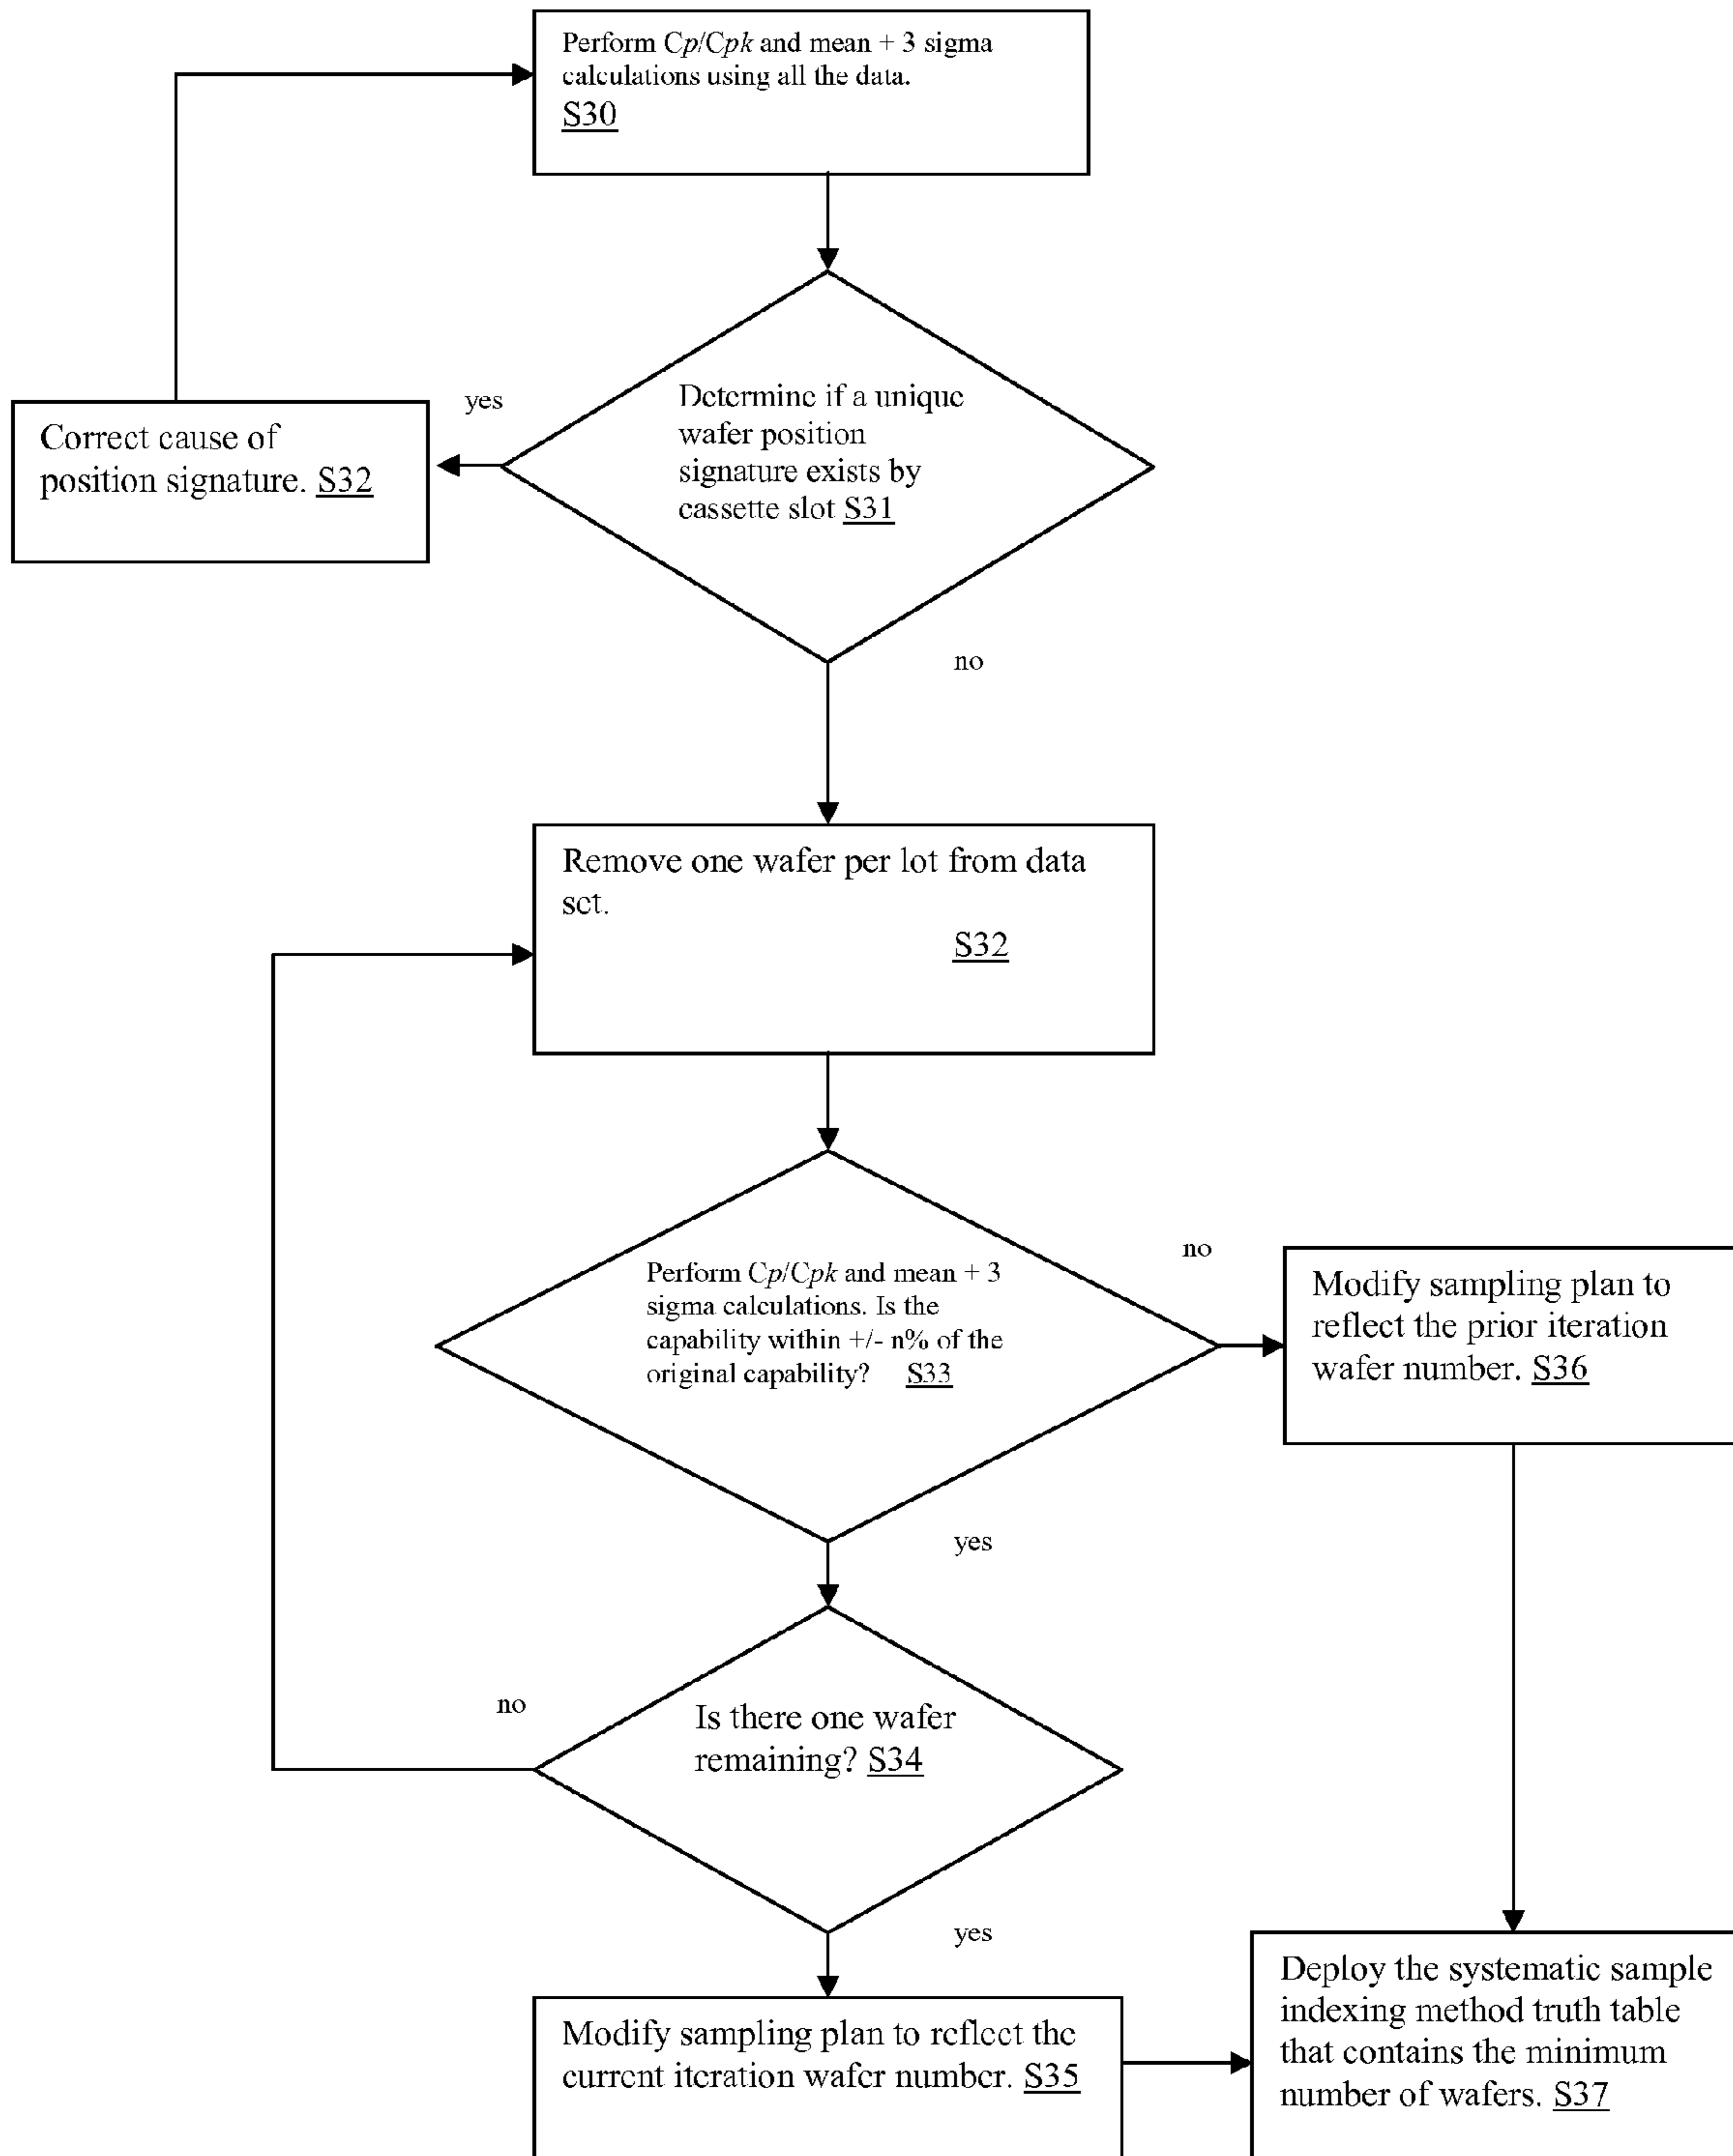 Perform Cp/Cpk and mean + 3 sigma
calculations using all the data.
S30
yes
Determine if a unique
wafer position
signature exists by
cassette slot S31
Correct cause of
position signature. S32
no
Remove one wafer per lot from data
set.
S32
no
Perform Cp/Cpk and mean + 3
sigma calculations. Is the
capability within +/- n% of the
original capability? S33
Modify sampling plan to
reflect the prior iteration
wafer number. S36
yes
no
Is there one wafer
remaining? S34
yes
Modify sampling plan to reflect the
current iteration wafer number. S35
Deploy the systematic sample
indexing method truth table
that contains the minimum
number of wafers. S37